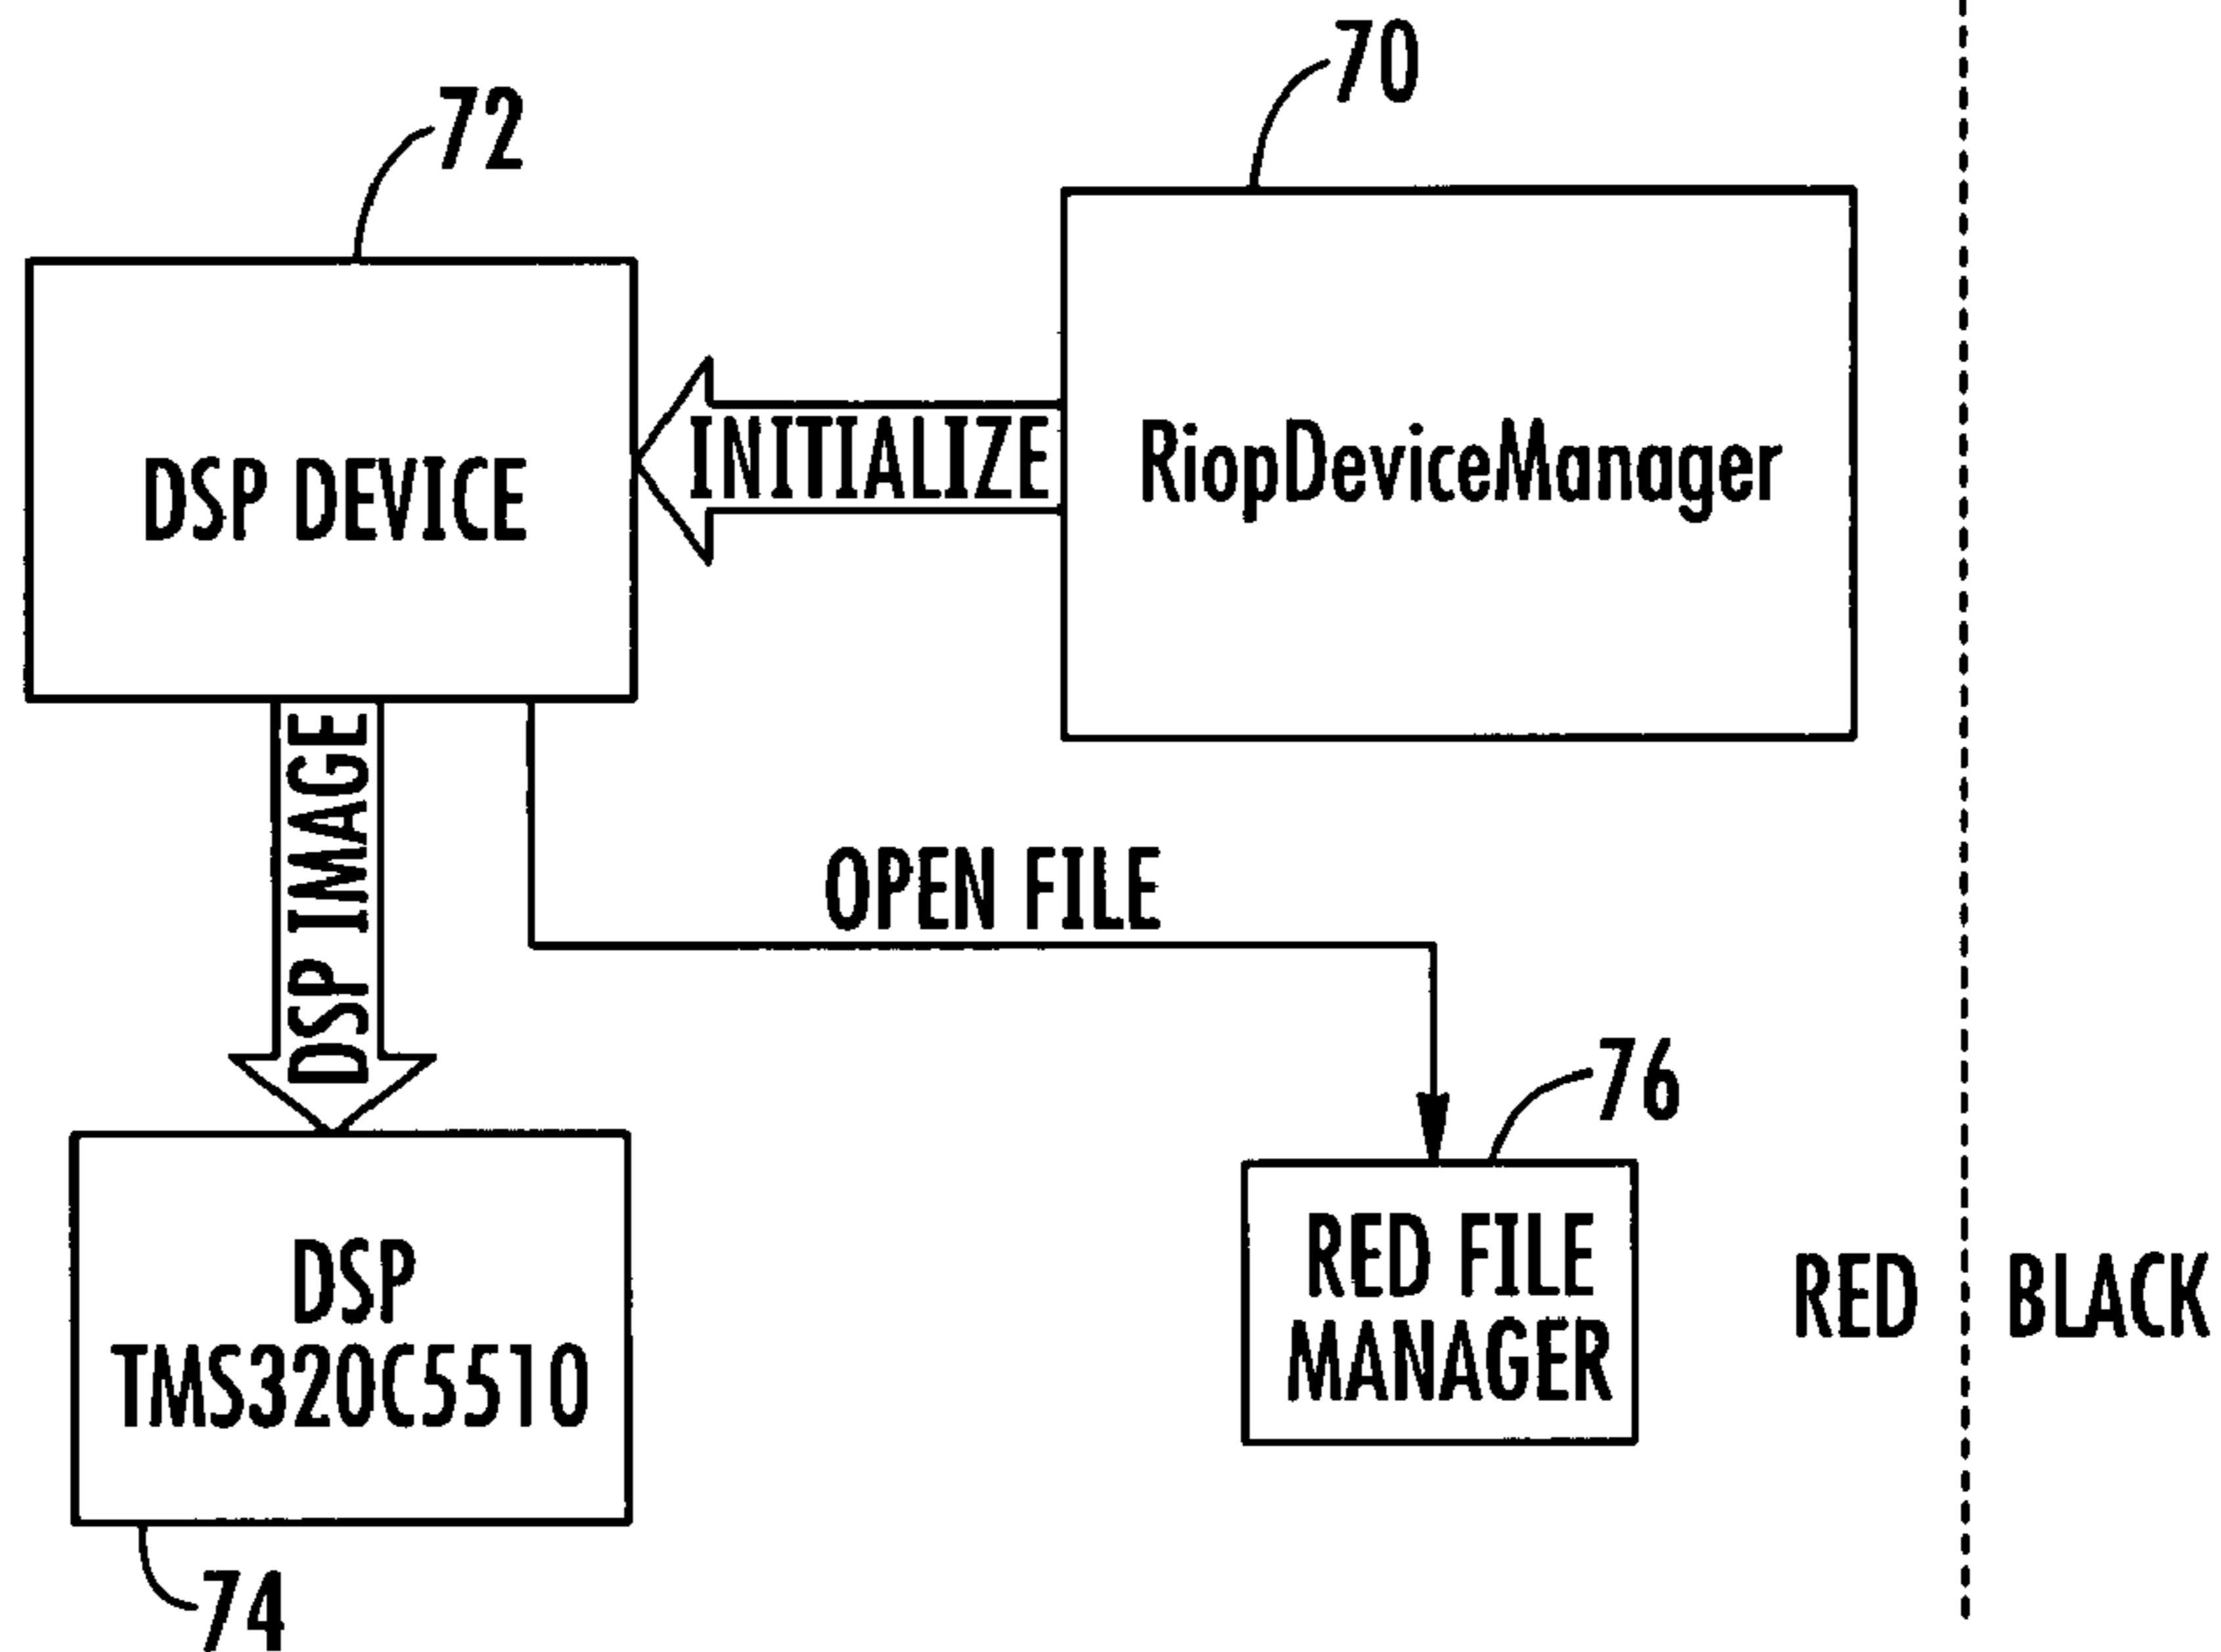 70
72
INITIALIZE
RiopDeviceManager
DSP DEVICE
DSP IMAGE
OPEN FILE
76
RED FILE
MANAGER
DSP
TMS320C5510
RED
BLACK
74